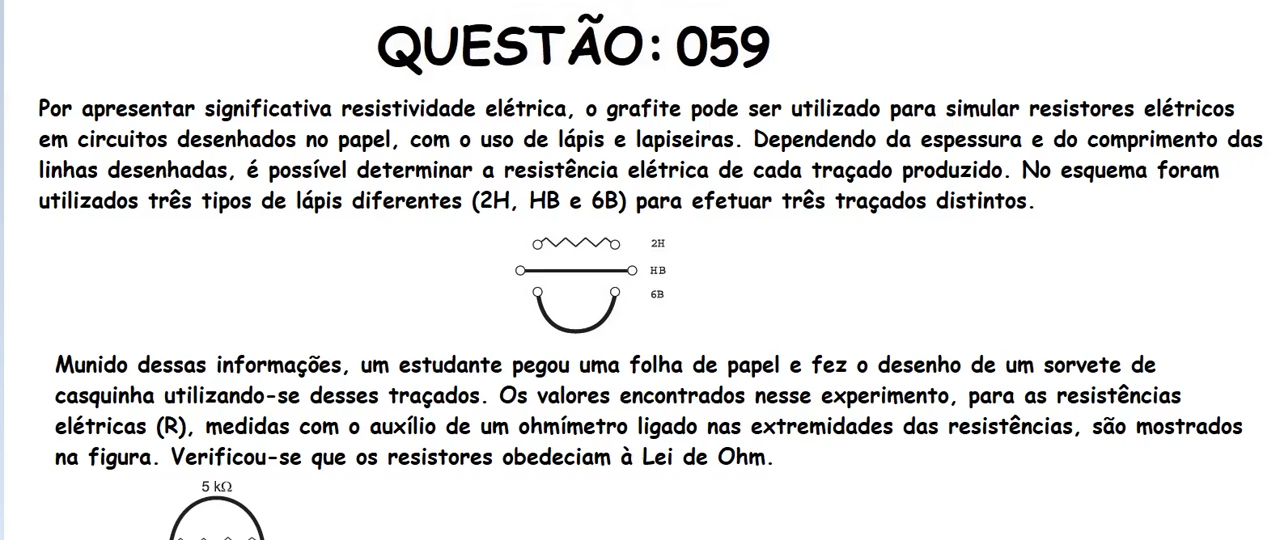 QUESTÃO: 059
Por apresentar significativa resistividade elétrica, o grafite pode ser utilizado para simular resistores elétricos
em circuitos desenhados no papel, com o uso de lápis e lapiseiras. Dependendo da espessura e do comprimento das
linhas desenhadas, é possível determinar a resistência elétrica de cada traçado produzido. No esquema foram
utilizados três tipos de lápis diferentes (2H, HB e 6B) para efetuar três traçados distintos.
2H
HB
6B
Munido dessas informações, um estudante pegou uma folha de papel e fez o desenho de um sorvete de
casquinha utilizando-se desses traçados. Os valores encontrados nesse experimento, para as resistências
elétricas (R), medidas com o auxílio de um ohmímetro ligado nas extremidades das resistências, são mostrados
na figura. Verificou-se que os resistores obedeciam à Lei de Ohm.
5 kΩ